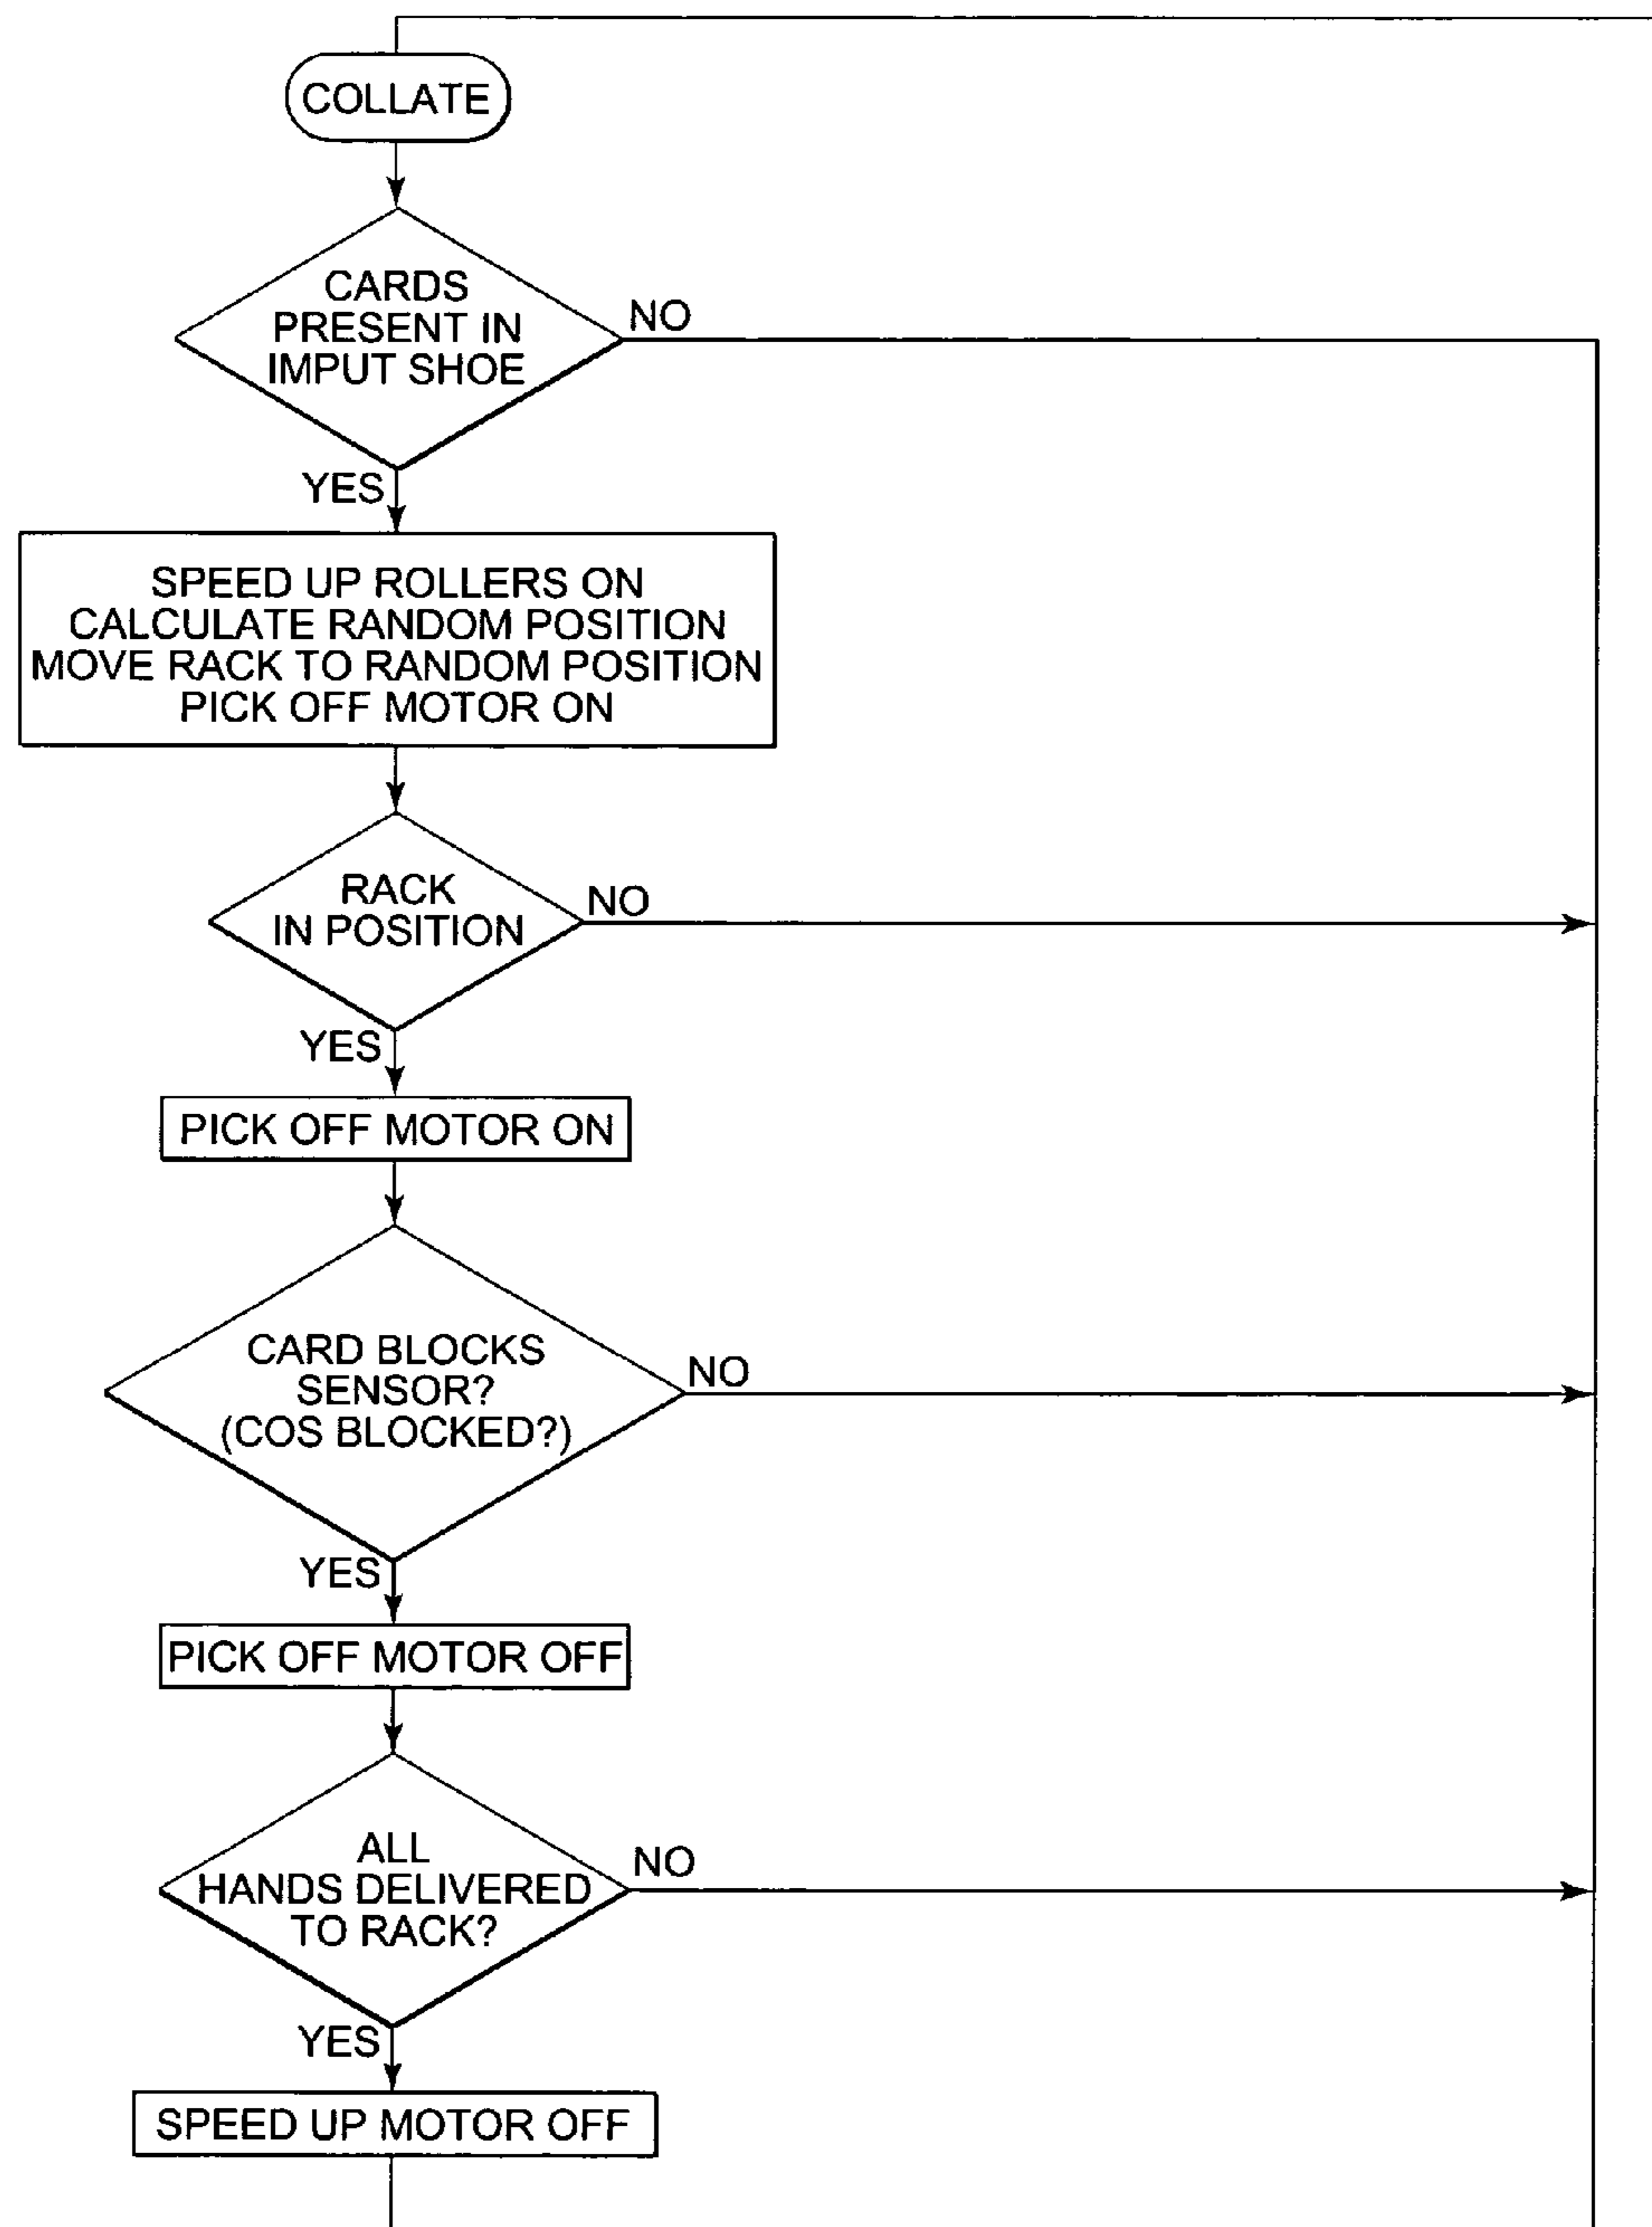 COLLATE
CARDS
PRESENT IN
IMPUT SHOE
NO
YES
SPEED UP ROLLERS ON
CALCULATE RANDOM POSITION
MOVE RACK TO RANDOM POSITION
PICK OFF MOTOR ON
RACK
IN POSITION
NO
YES
PICK OFF MOTOR ON
CARD BLOCKS
SENSOR?
(COS BLOCKED?)
NO
YES
PICK OFF MOTOR OFF
ALL
HANDS DELIVERED
TO RACK?
NO
YES
SPEED UP MOTOR OFF